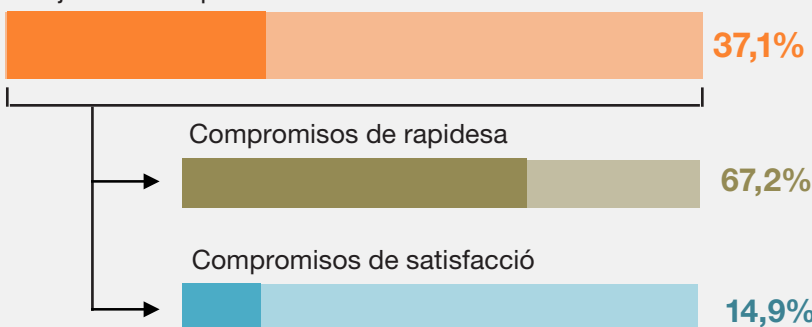 37,1%
Compromisos de rapidesa
67,2%
Compromisos de satisfacció
14,9%